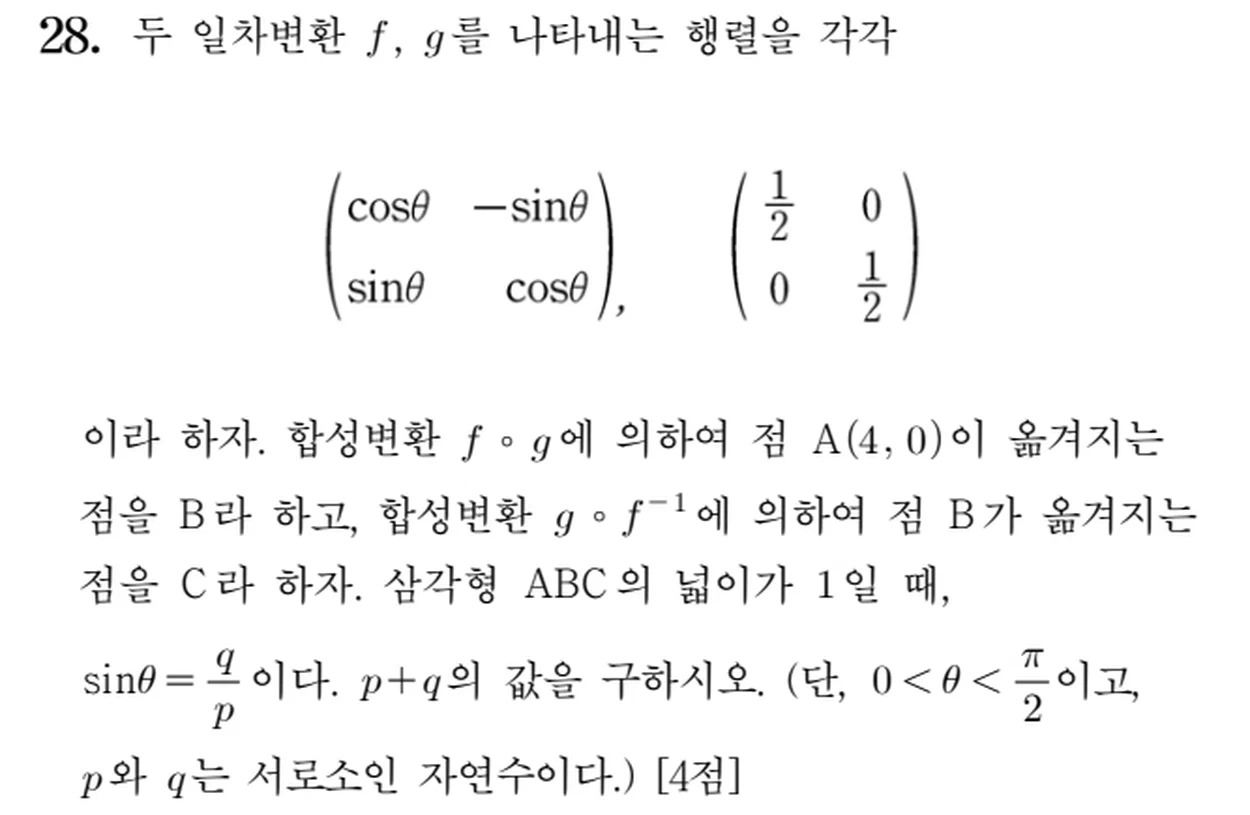 28. 두 일차변환 f, g를 나타내는 행렬을 각각
(cosθ −sinθ
sinθ cosθ), (1/2 0
0 1/2)
이라 하자. 합성변환 f∘g에 의하여 점 A(4, 0)이 옮겨지는
점을 B라 하고, 합성변환 g∘f⁻¹에 의하여 점 B가 옮겨지는
점을 C라 하자. 삼각형 ABC의 넓이가 1일 때,
sinθ = q/p 이다. p+q의 값을 구하시오. (단, 0 < θ < π/2 이고,
p와 q는 서로소인 자연수이다.) [4점]